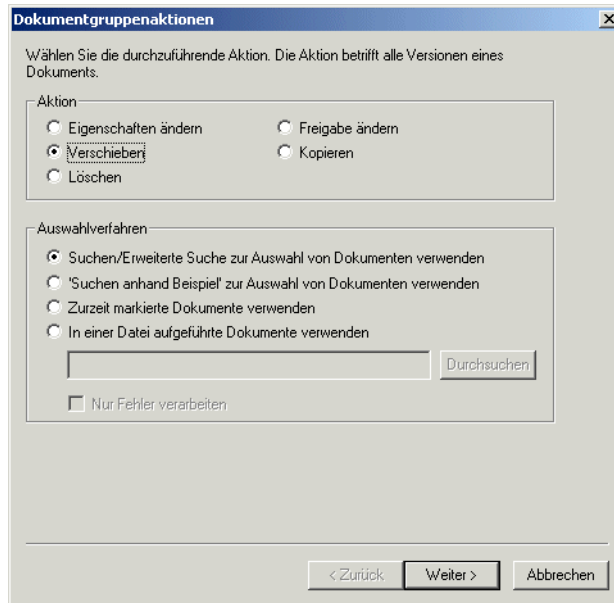 Dokumentgruppenaktionen
Wählen Sie die durchzuführende Aktion. Die Aktion betrifft alle Versionen eines
Dokuments.
Aktion
Eigenschaften ändern
Freigabe ändern
Verschieben
Kopieren
Löschen
Auswahlverfahren
Suchen/Erweiterte Suche zur Auswahl von Dokumenten verwenden
'Suchen anhand Beispiel' zur Auswahl von Dokumenten verwenden
Zurzeit markierte Dokumente verwenden
In einer Datei aufgeführte Dokumente verwenden
Durchsuchen
Nur Fehler verarbeiten
< Zurück
Weiter >
Abbrechen